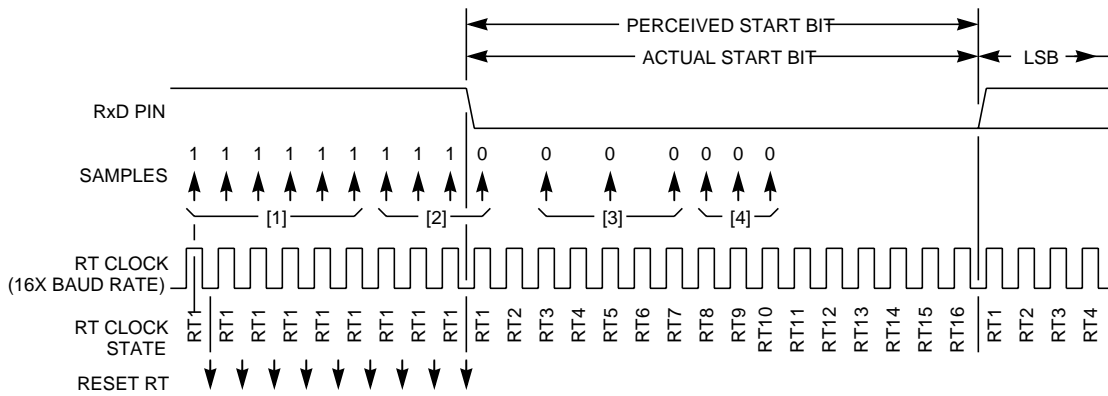 PERCEIVED START BIT
ACTUAL START BIT LSB
RxD PIN
1 1 1 1 1 1 1 1 1 0 0 0 0 0 0 0
SAMPLES
[1] [2] [3] [4]
RT CLOCK
(16X BAUD RATE)
RT CLOCK
STATE
RT1 RT1 RT1 RT1 RT1 RT1 RT1 RT1 RT1 RT1 RT2 RT3 RT4 RT5 RT6 RT7 RT8 RT9 RT10 RT11 RT12 RT13 RT14 RT15 RT16 RT1 RT2 RT3 RT4
RESET RT